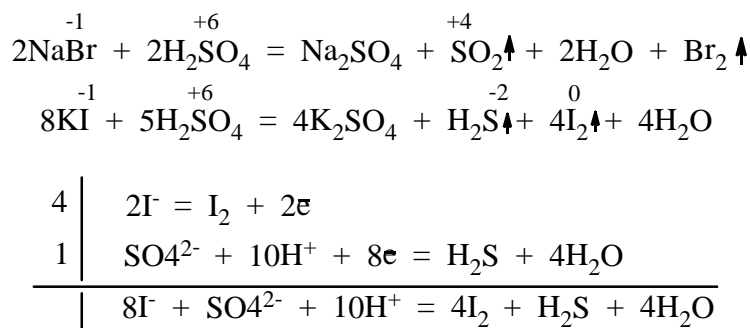 -1 +6 +4
2NaBr + 2H₂SO₄ = Na₂SO₄ + SO₂↑ + 2H₂O + Br₂↑
-1 +6 -2 0
8KI + 5H₂SO₄ = 4K₂SO₄ + H₂S↑ + 4I₂↑ + 4H₂O
4 | 2I⁻ = I₂ + 2e̅
1 | SO4²⁻ + 10H⁺ + 8e̅ = H₂S + 4H₂O
| 8I⁻ + SO4²⁻ + 10H⁺ = 4I₂ + H₂S + 4H₂O